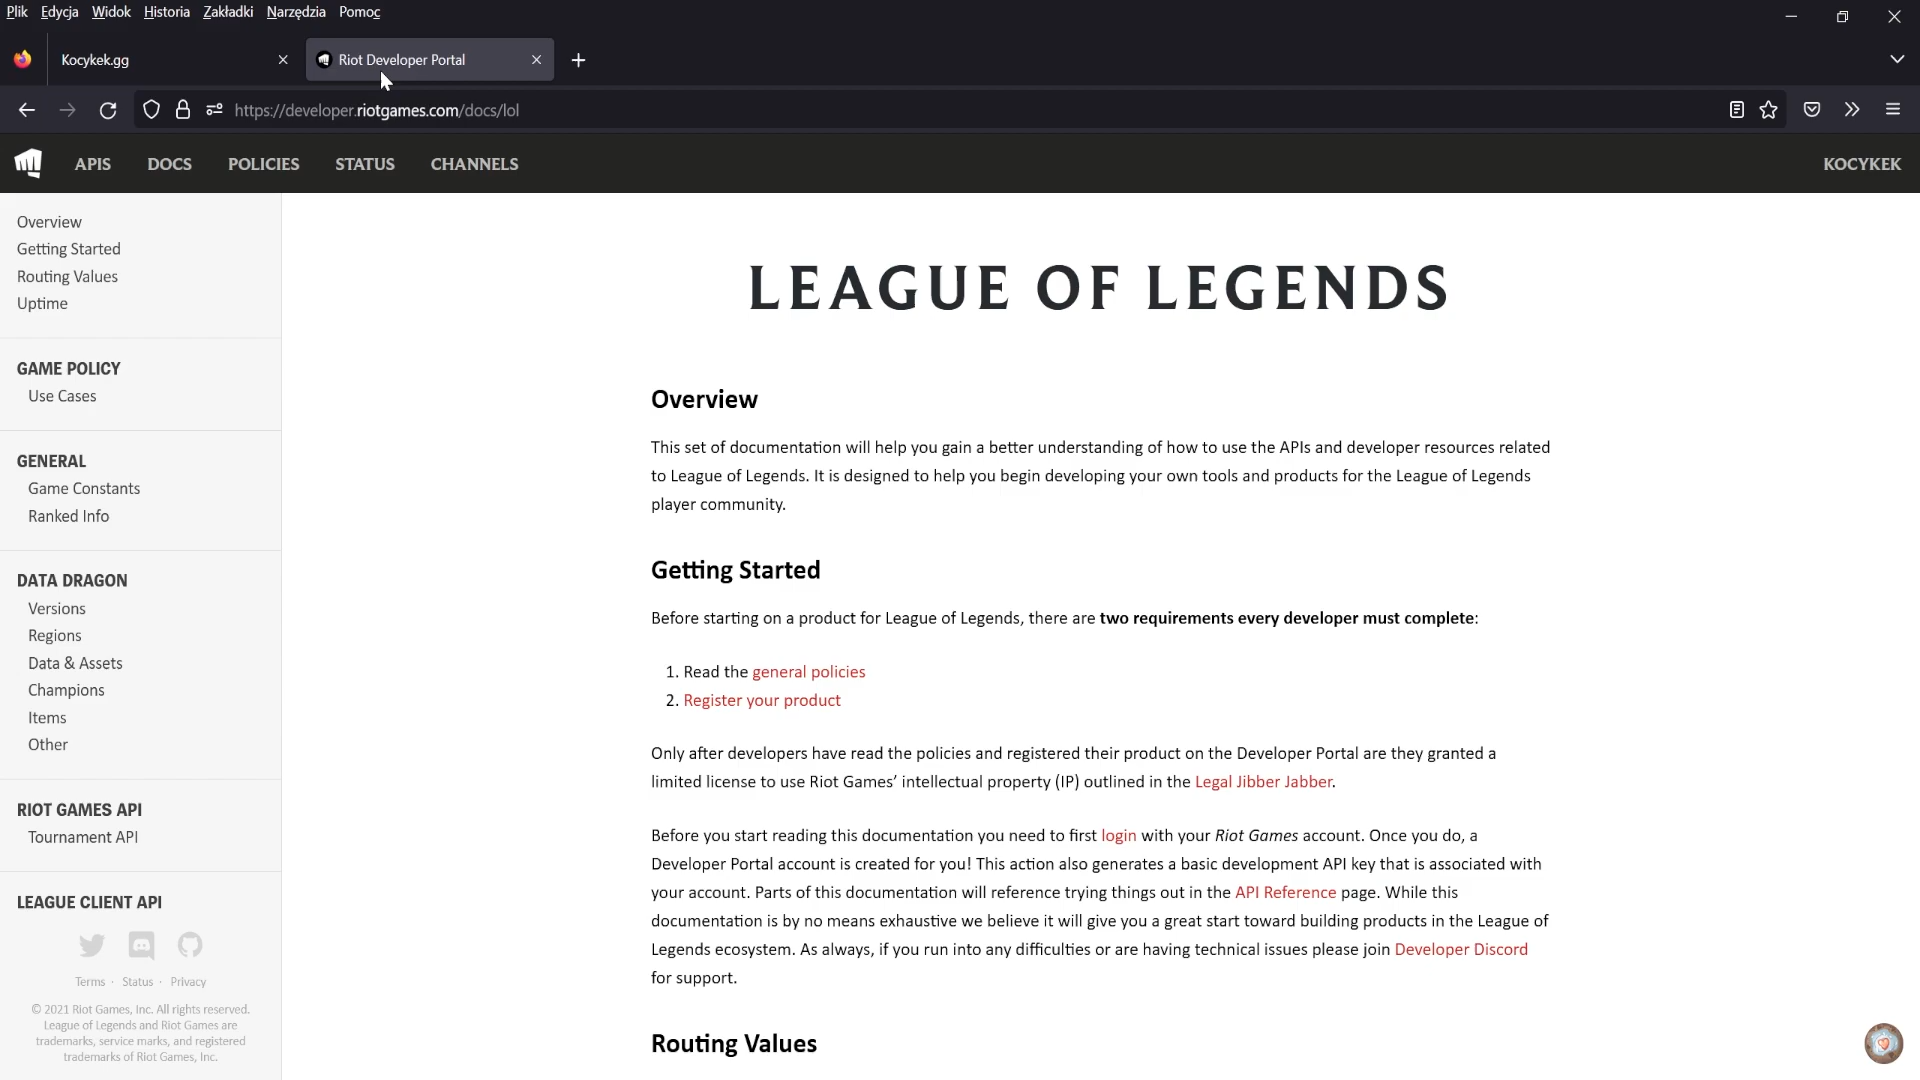 Plik Edycja Widok Historia Zakładki Narzędzia Pomoc
Kocykek.gg Riot Developer Portal
https://developer.riotgames.com/docs/lol
APIS DOCS POLICIES STATUS CHANNELS KOCYKEK
Overview
Getting Started
Routing Values
Uptime
GAME POLICY
Use Cases
GENERAL
Game Constants
Ranked Info
DATA DRAGON
Versions
Regions
Data & Assets
Champions
Items
Other
RIOT GAMES API
Tournament API
LEAGUE CLIENT API
Terms · Status · Privacy
© 2021 Riot Games, Inc. All rights reserved.
League of Legends and Riot Games are
trademarks, service marks, and registered
trademarks of Riot Games, Inc.
LEAGUE OF LEGENDS
Overview
This set of documentation will help you gain a better understanding of how to use the APIs and developer resources related
to League of Legends. It is designed to help you begin developing your own tools and products for the League of Legends
player community.
Getting Started
Before starting on a product for League of Legends, there are two requirements every developer must complete:
1. Read the general policies
2. Register your product
Only after developers have read the policies and registered their product on the Developer Portal are they granted a
limited license to use Riot Games' intellectual property (IP) outlined in the Legal Jibber Jabber.
Before you start reading this documentation you need to first login with your Riot Games account. Once you do, a
Developer Portal account is created for you! This action also generates a basic development API key that is associated with
your account. Parts of this documentation will reference trying things out in the API Reference page. While this
documentation is by no means exhaustive we believe it will give you a great start toward building products in the League of
Legends ecosystem. As always, if you run into any difficulties or are having technical issues please join Developer Discord
for support.
Routing Values